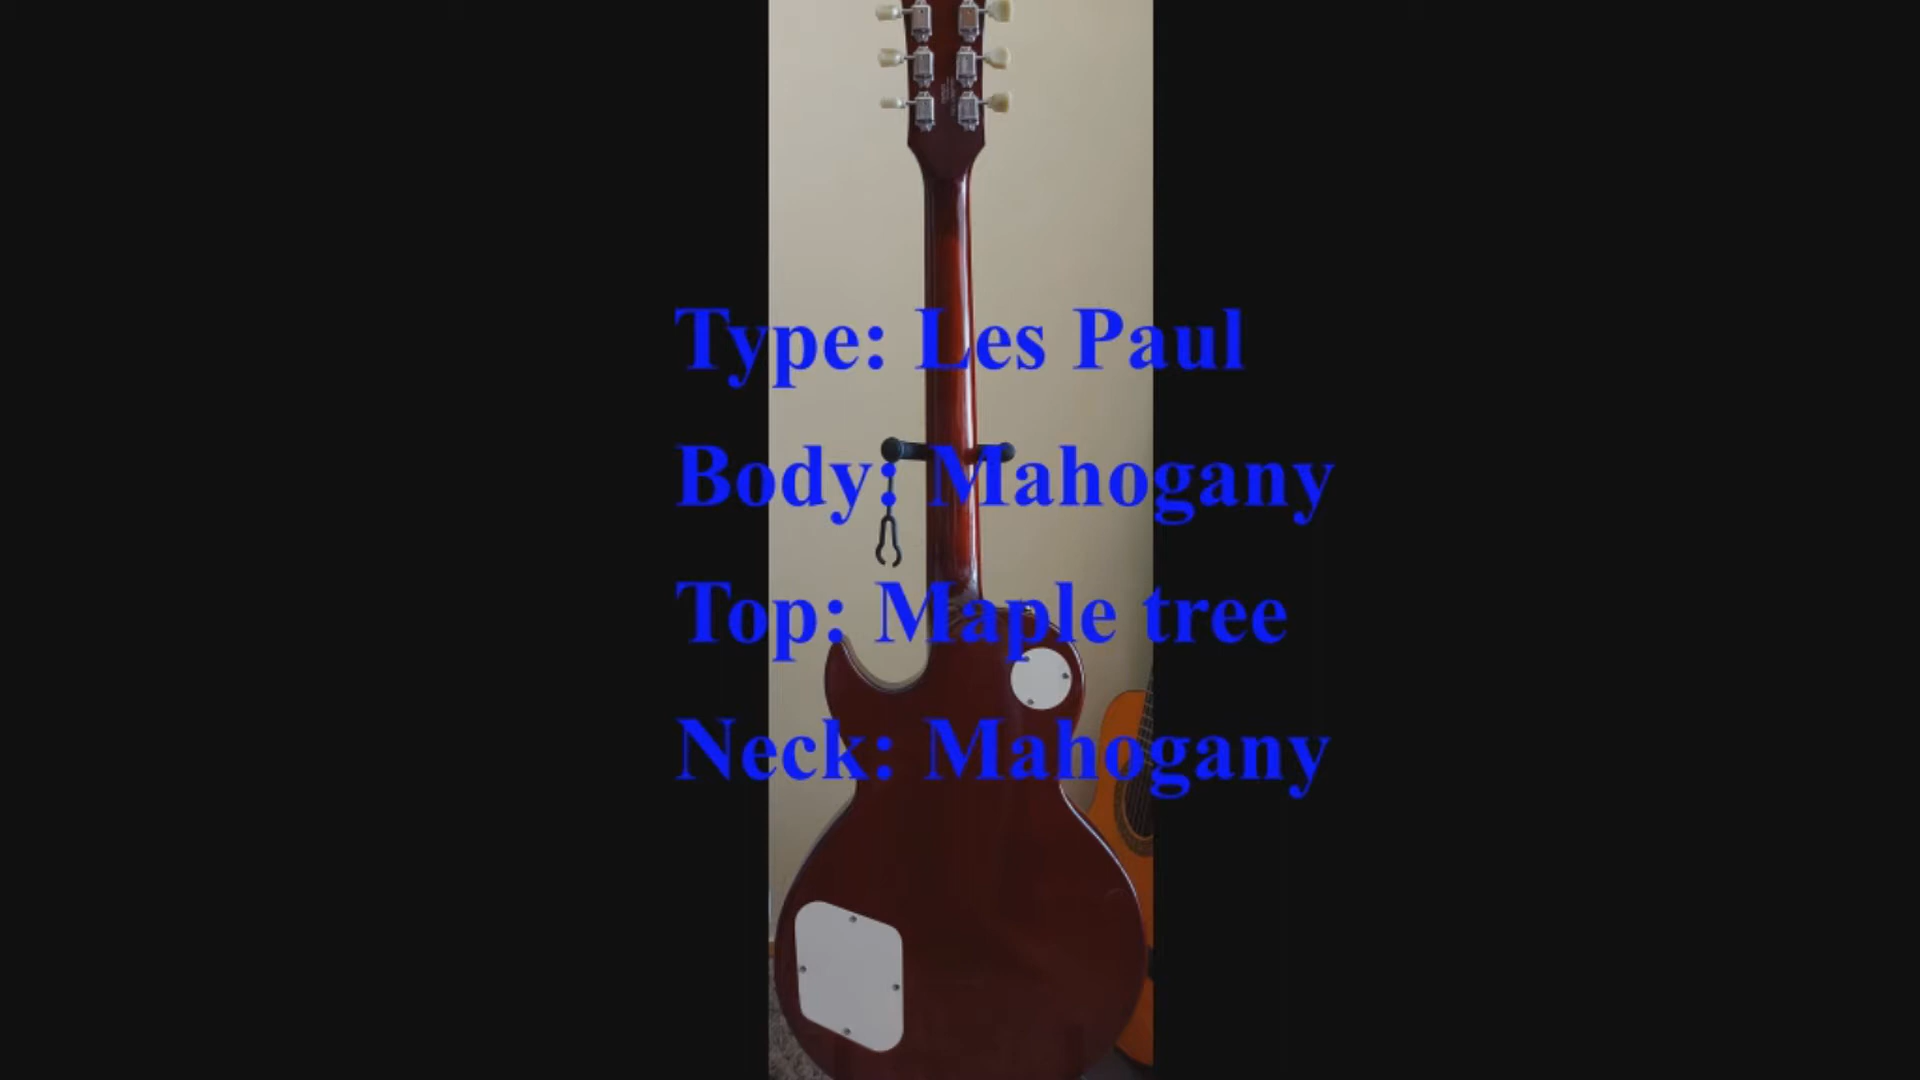 Type: Les Paul
Body: Mahogany
Top: Maple tree
Neck: Mahogany